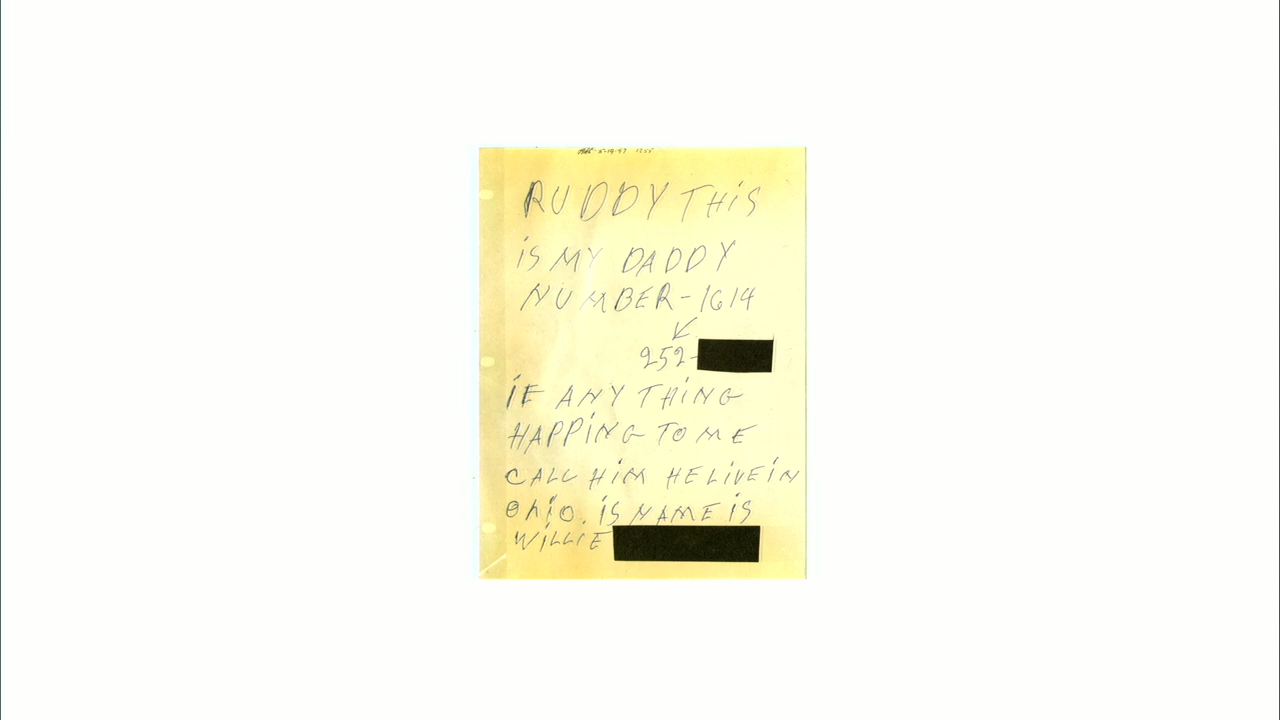 RUDDY THiS
iS MY DADDY
NUMBER-1614
252-
iF ANY THiNG
HAPPiNG TO ME
CALL HiM HE LiVE iN
OhiO. iS NAME iS
WiLLiE